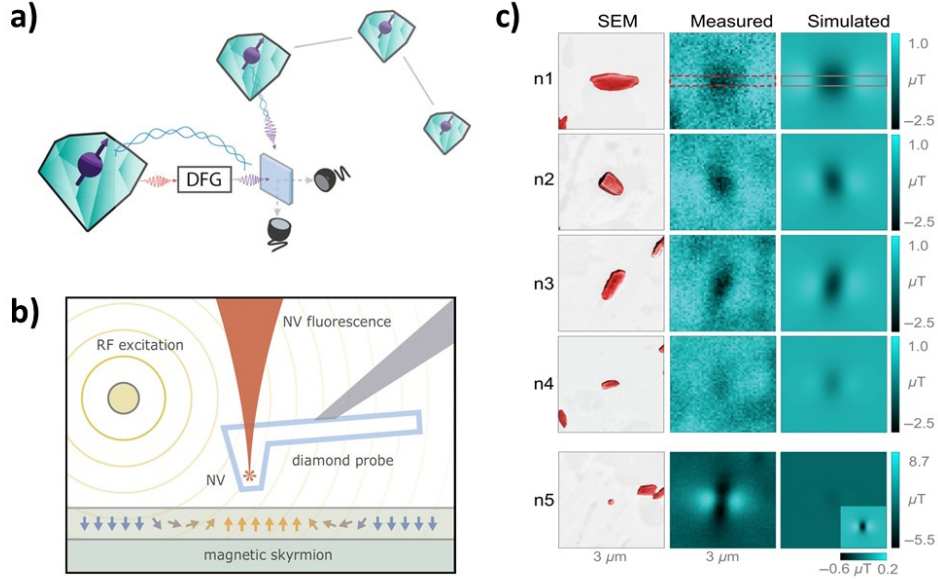 a)
DFG
b)
NV fluorescence
RF excitation
diamond probe
NV
magnetic skyrmion
c)
SEM Measured Simulated
n1
1.0
µT
−2.5
n2
1.0
µT
−2.5
n3
1.0
µT
−2.5
n4
1.0
µT
−2.5
n5
8.7
µT
−5.5
3 µm 3 µm
−0.6 µT 0.2